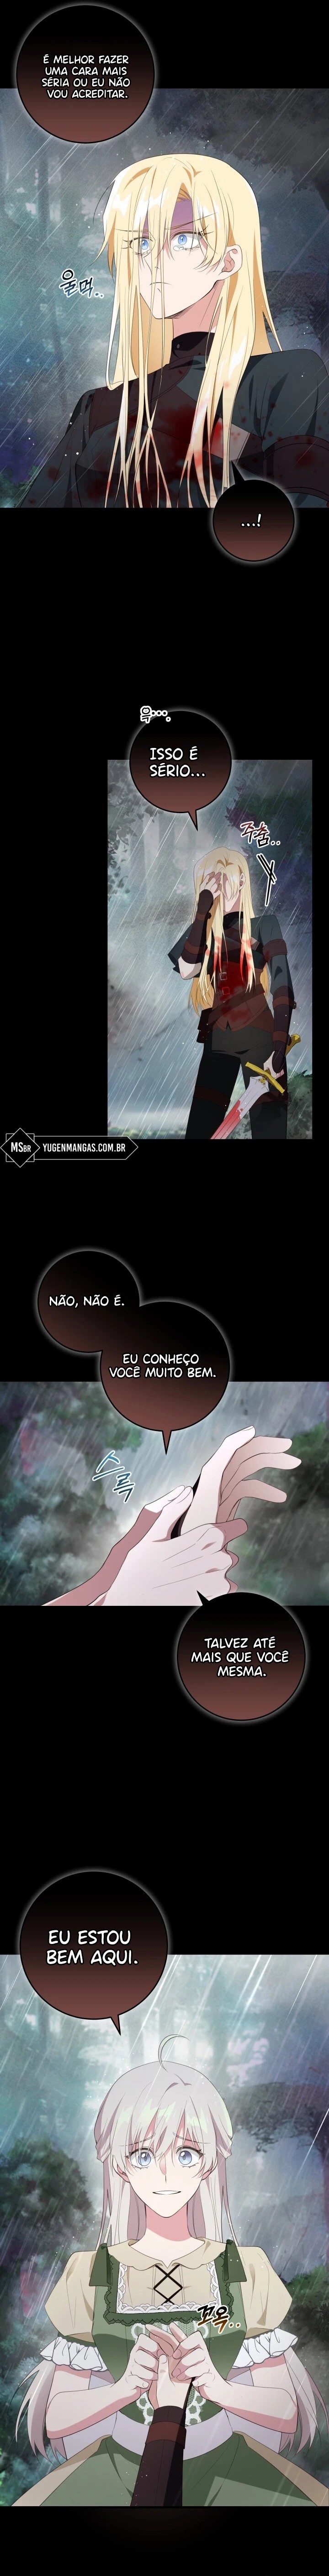 É MELHOR FAZER
UMA CARA MAIS
SÉRIA OU EU NÃO
VOU ACREDITAR.
울먹..
...!
우···.
ISSO É
SÉRIO...
주춤..
MSBR YUGENMANGAS.COM.BR
NÃO, NÃO É.
EU CONHEÇO
VOCÊ MUITO BEM.
스륵
TALVEZ ATÉ
MAIS QUE VOCÊ
MESMA.
EU ESTOU
BEM AQUI.
꼬옥..